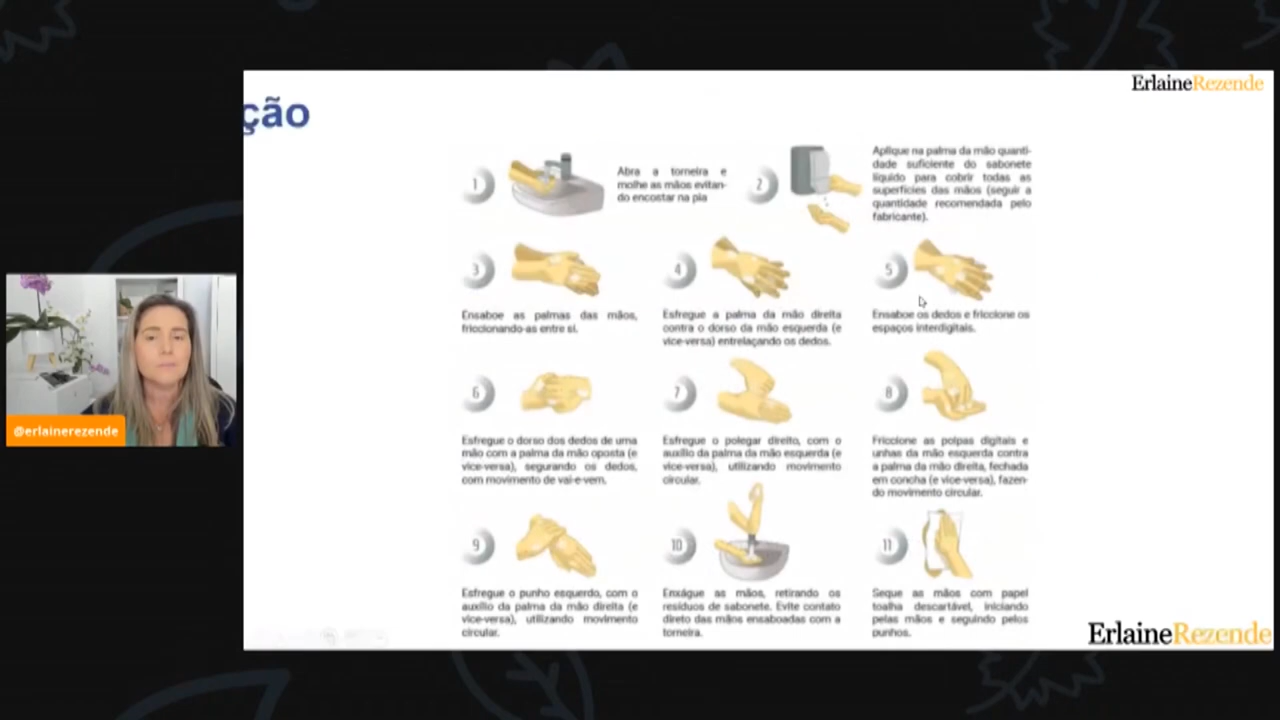 ErlaineRezende
ção
1
Abra a torneira e
molhe as mãos evitan-
do encostar na pia
2
Aplique na palma da mão quanti-
dade suficiente do sabonete
líquido para cobrir todas as
superfícies das mãos (seguir a
quantidade recomendada pelo
fabricante).
3
Ensaboe as palmas das mãos,
friccionando-as entre si.
4
Esfregue a palma da mão direita
contra o dorso da mão esquerda (e
vice-versa) entrelaçando os dedos.
5
Ensaboe os dedos e friccione os
espaços interdigitais.
6
Esfregue o dorso dos dedos de uma
mão com a palma da mão oposta (e
vice-versa), segurando os dedos,
com movimento de vai-e-vem.
7
Esfregue o polegar direito, com o
auxílio da palma da mão esquerda (e
vice-versa), utilizando movimento
circular.
8
Friccione as polpas digitais e
unhas da mão esquerda contra
a palma da mão direita, fechada
em concha (e vice-versa), fazen-
do movimento circular.
9
Esfregue o punho esquerdo, com o
auxílio da palma da mão direita (e
vice-versa), utilizando movimento
circular.
10
Enxágue as mãos, retirando os
resíduos de sabonete. Evite contato
direto das mãos ensaboadas com a
torneira.
11
Seque as mãos com papel
toalha descartável, iniciando
pelas mãos e seguindo pelos
punhos.
@erlainerezende
ErlaineRezende